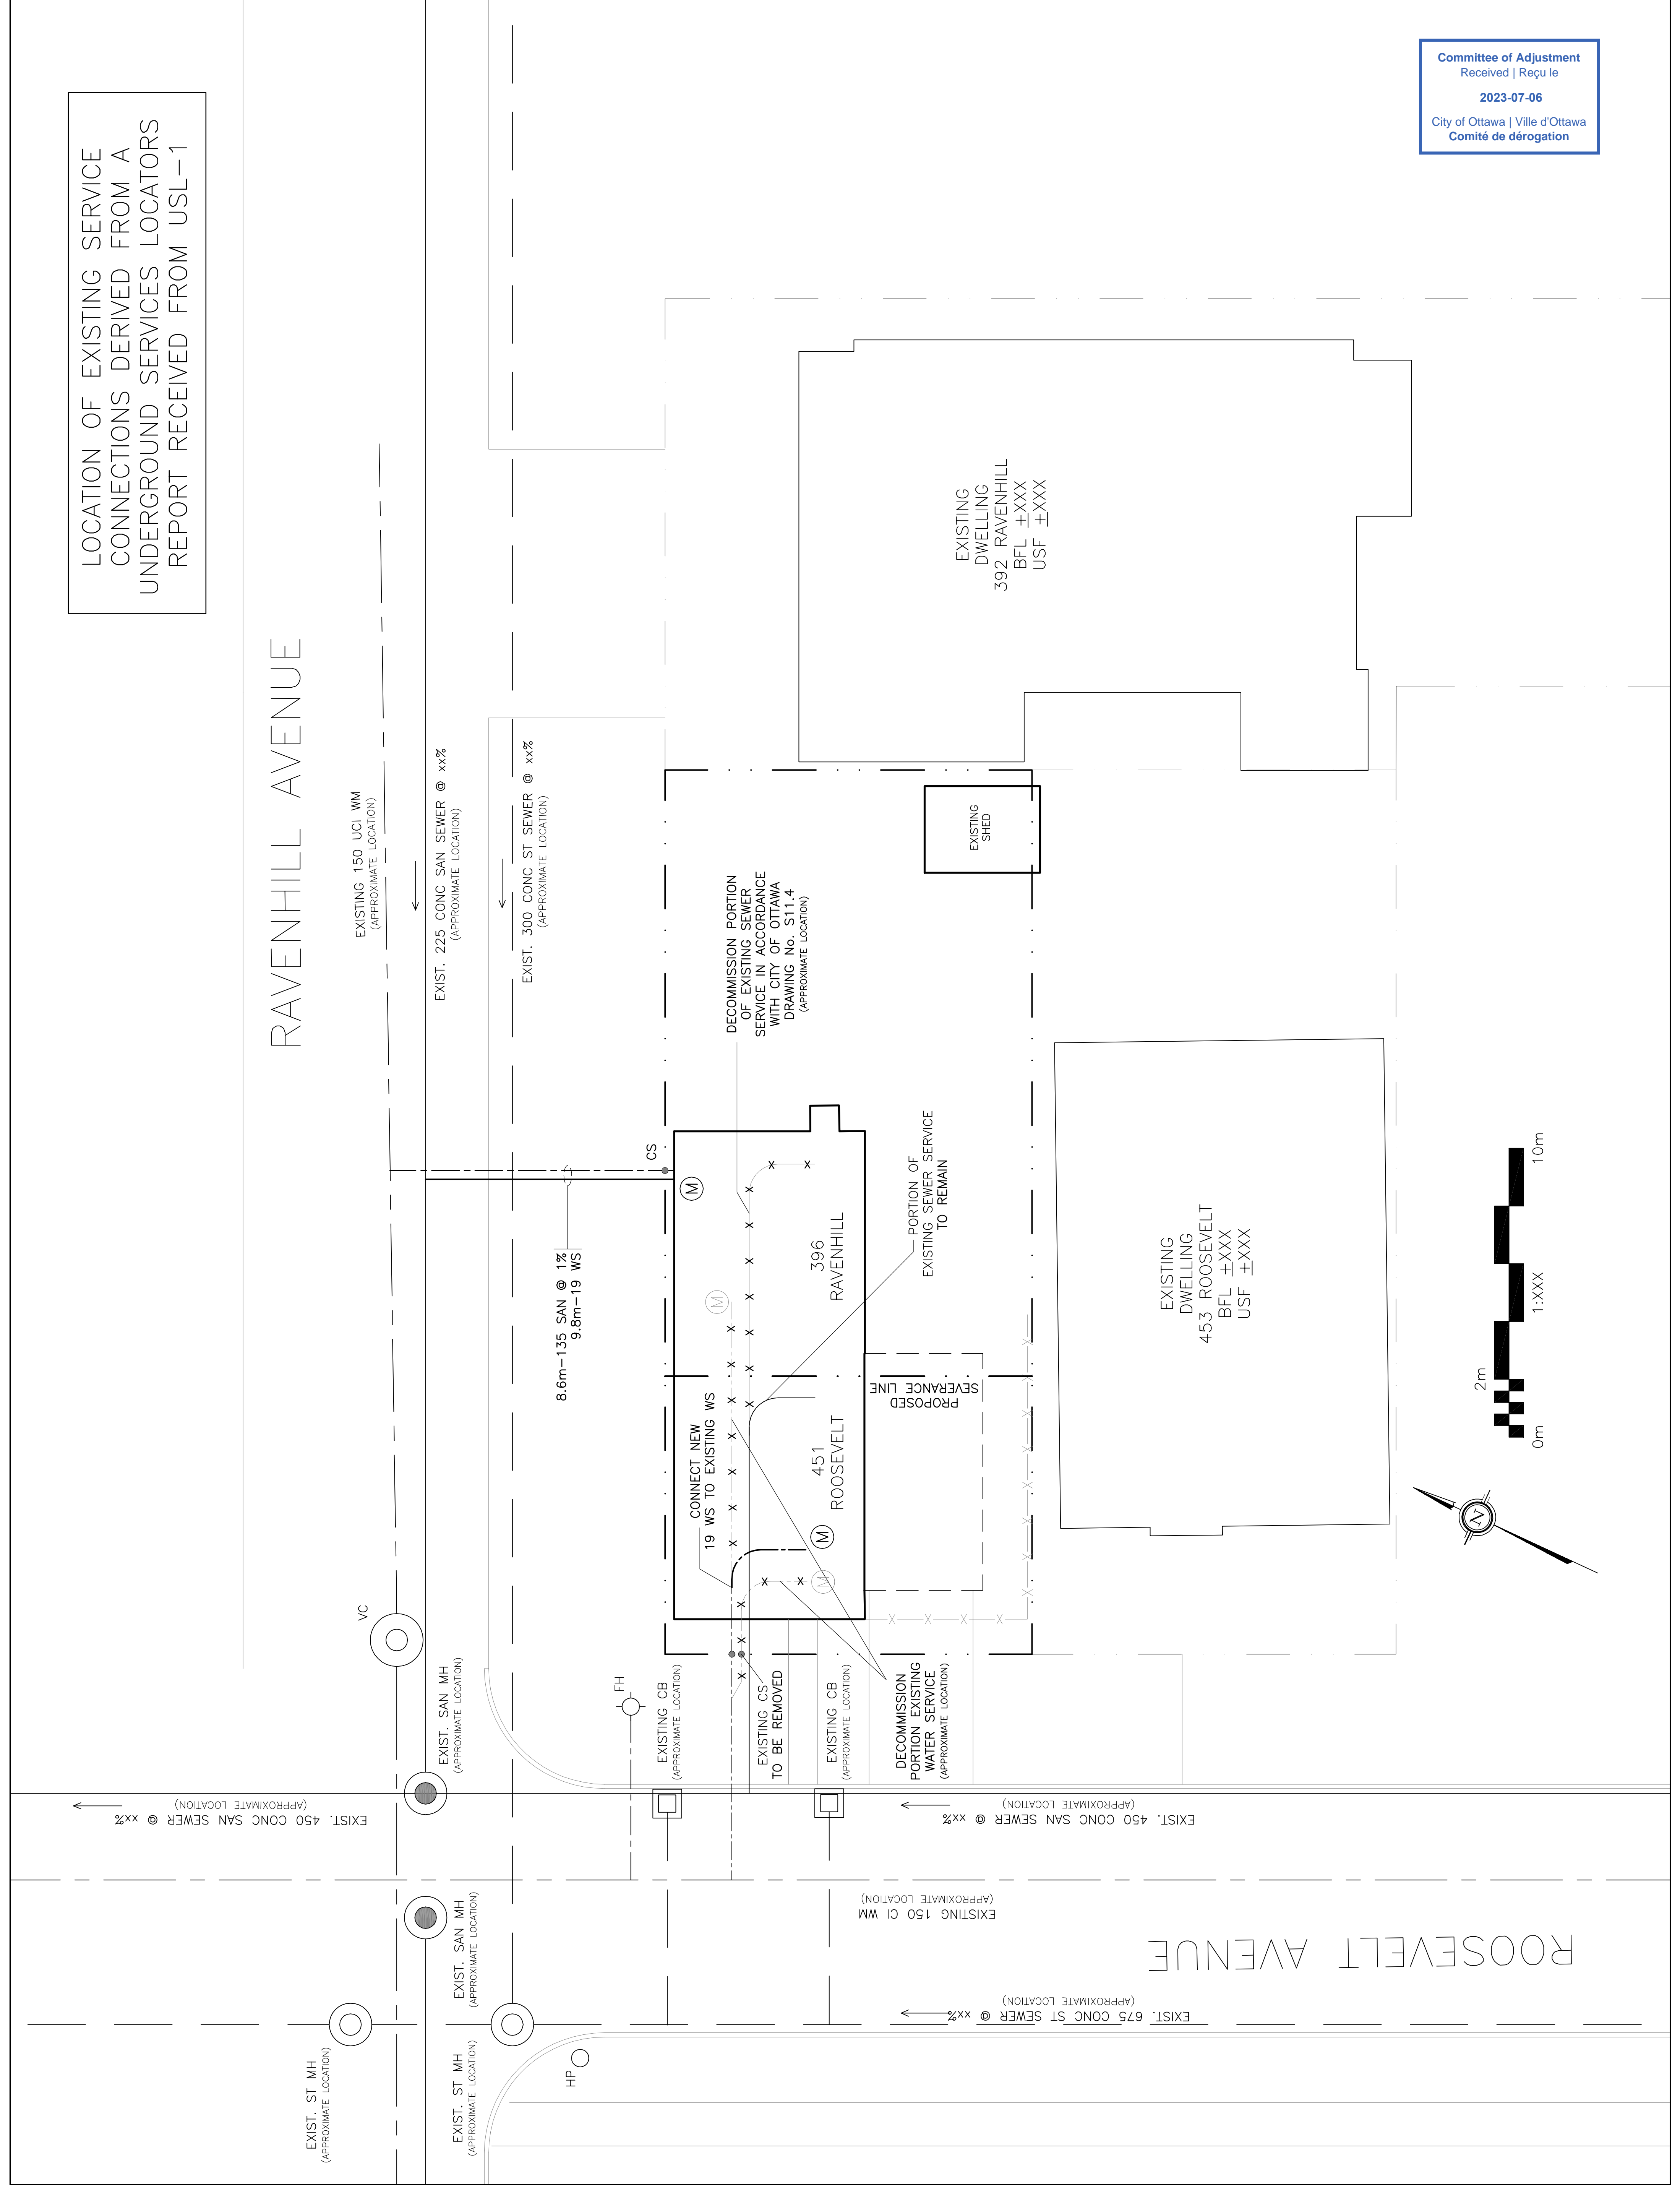 Committee of Adjustment
Received | Reçu le
2023-07-06
City of Ottawa | Ville d'Ottawa
Comité de dérogation
LOCATION OF EXISTING SERVICE
CONNECTIONS DERIVED FROM A
UNDERGROUND SERVICES LOCATORS
REPORT RECEIVED FROM USL-1
RAVENHILL AVENUE
EXISTING 150 UCI WM
(APPROXIMATE LOCATION)
EXIST. 225 CONC SAN SEWER @ xx%
(APPROXIMATE LOCATION)
EXIST. 300 CONC ST SEWER @ xx%
(APPROXIMATE LOCATION)
EXISTING
DWELLING
392 RAVENHILL
BFL ±XXX
USF ±XXX
EXISTING
SHED
DECOMMISSION PORTION
OF EXISTING SEWER
SERVICE IN ACCORDANCE
WITH CITY OF OTTAWA
DRAWING No. S11.4
(APPROXIMATE LOCATION)
CS
M
8.6m-135 SAN @ 1%
9.8m-19 WS
396
RAVENHILL
M
PORTION OF
EXISTING SEWER SERVICE
TO REMAIN
PROPOSED
SEVERANCE LINE
CONNECT NEW
19 WS TO EXISTING WS
451
ROOSEVELT
M
M
EXISTING
DWELLING
453 ROOSEVELT
BFL ±XXX
USF ±XXX
0m
2m
1:XXX
10m
N
VC
EXIST. SAN MH
(APPROXIMATE LOCATION)
FH
EXISTING CB
(APPROXIMATE LOCATION)
EXISTING CS
TO BE REMOVED
EXISTING CB
(APPROXIMATE LOCATION)
DECOMMISSION
PORTION EXISTING
WATER SERVICE
(APPROXIMATE LOCATION)
EXIST. 450 CONC SAN SEWER @ xx%
(APPROXIMATE LOCATION)
EXIST. 450 CONC SAN SEWER @ xx%
(APPROXIMATE LOCATION)
EXISTING 150 CI WM
(APPROXIMATE LOCATION)
ROOSEVELT AVENUE
EXIST. 675 CONC ST SEWER @ xx%
(APPROXIMATE LOCATION)
EXIST. SAN MH
(APPROXIMATE LOCATION)
EXIST. ST MH
(APPROXIMATE LOCATION)
EXIST. ST MH
(APPROXIMATE LOCATION)
HP